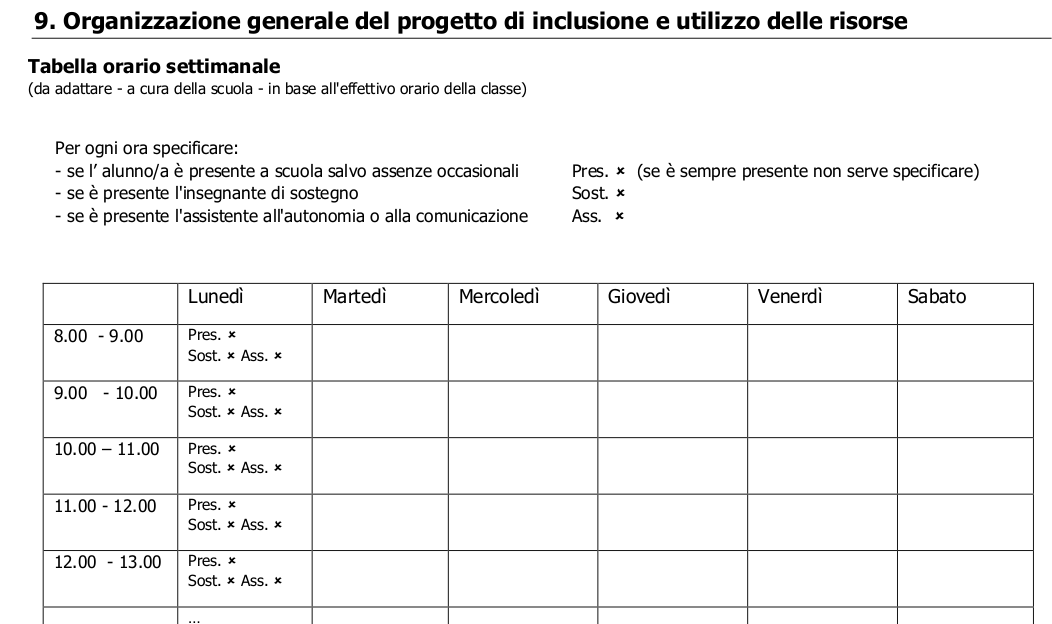 9. Organizzazione generale del progetto di inclusione e utilizzo delle risorse
Tabella orario settimanale
(da adattare - a cura della scuola - in base all'effettivo orario della classe)
Per ogni ora specificare:
- se l’ alunno/a è presente a scuola salvo assenze occasionali Pres. × (se è sempre presente non serve specificare)
- se è presente l'insegnante di sostegno Sost. ×
- se è presente l'assistente all'autonomia o alla comunicazione Ass. ×
Lunedì Martedì Mercoledì Giovedì Venerdì Sabato
8.00 - 9.00 Pres. ×
Sost. × Ass. ×
9.00 - 10.00 Pres. ×
Sost. × Ass. ×
10.00 – 11.00 Pres. ×
Sost. × Ass. ×
11.00 - 12.00 Pres. ×
Sost. × Ass. ×
12.00 - 13.00 Pres. ×
Sost. × Ass. ×
...